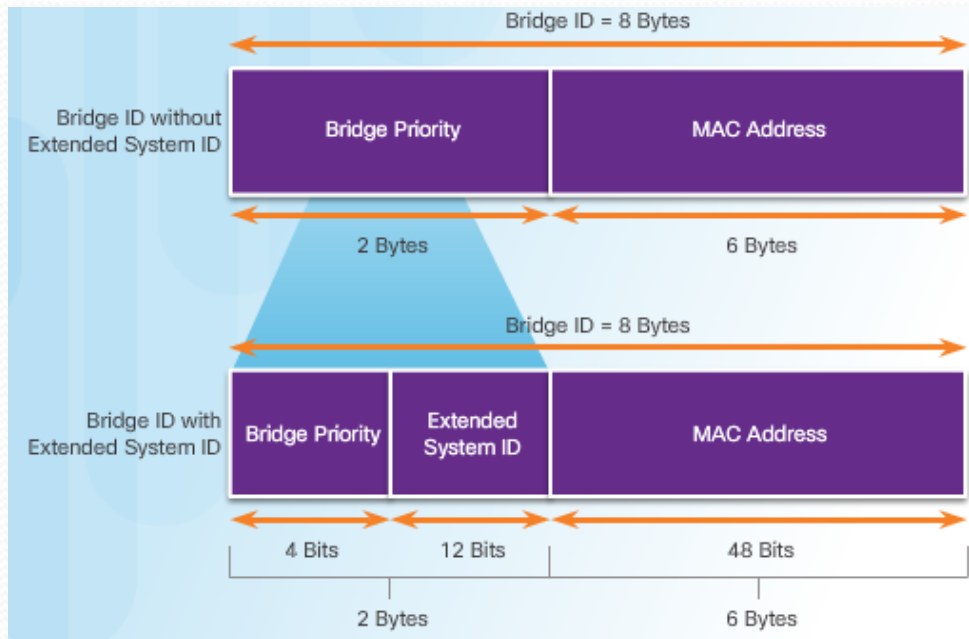 Bridge ID = 8 Bytes
Bridge ID without
Extended System ID
Bridge Priority
MAC Address
2 Bytes
6 Bytes
Bridge ID = 8 Bytes
Bridge ID with
Extended System ID
Bridge Priority
Extended
System ID
MAC Address
4 Bits
12 Bits
48 Bits
2 Bytes
6 Bytes